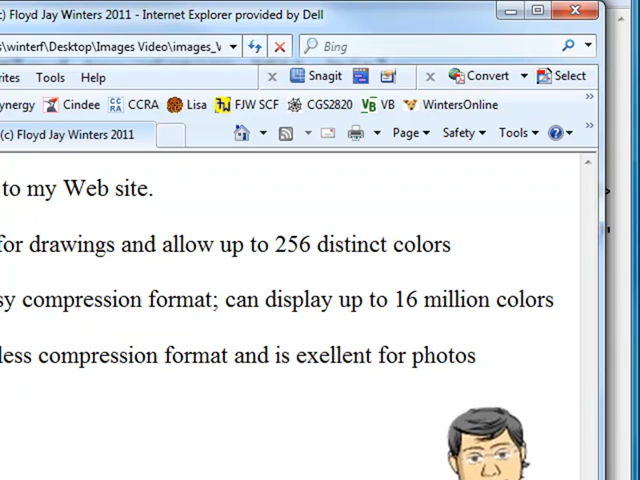 (c) Floyd Jay Winters 2011 - Internet Explorer provided by Dell
s\winterf\Desktop\Images Video\images_V
Bing
rites Tools Help x Snagit x Convert Select
ynergy Cindee CCRA Lisa FJW SCF CGS2820 VB VB WintersOnline »
(c) Floyd Jay Winters 2011 Page Safety Tools »
to my Web site.
for drawings and allow up to 256 distinct colors
sy compression format; can display up to 16 million colors
less compression format and is exellent for photos